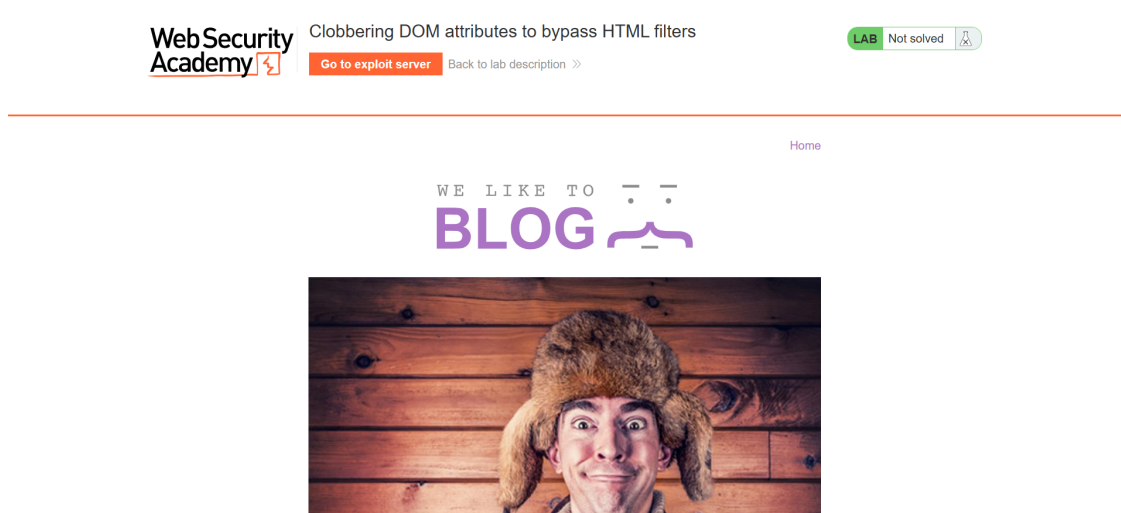 Web Security
Academy
Clobbering DOM attributes to bypass HTML filters
Go to exploit server
Back to lab description
LAB
Not solved
Home
WE LIKE TO
BLOG